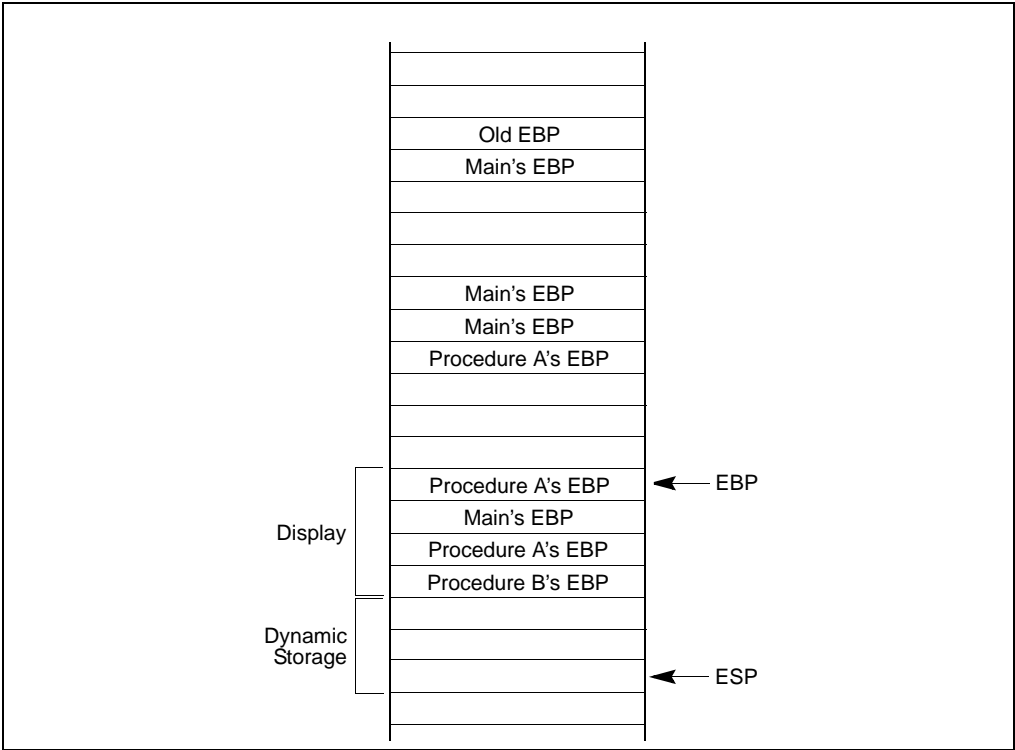 Old EBP
Main's EBP
Main's EBP
Main's EBP
Procedure A's EBP
Procedure A's EBP
EBP
Main's EBP
Display
Procedure A's EBP
Procedure B's EBP
Dynamic
Storage
ESP